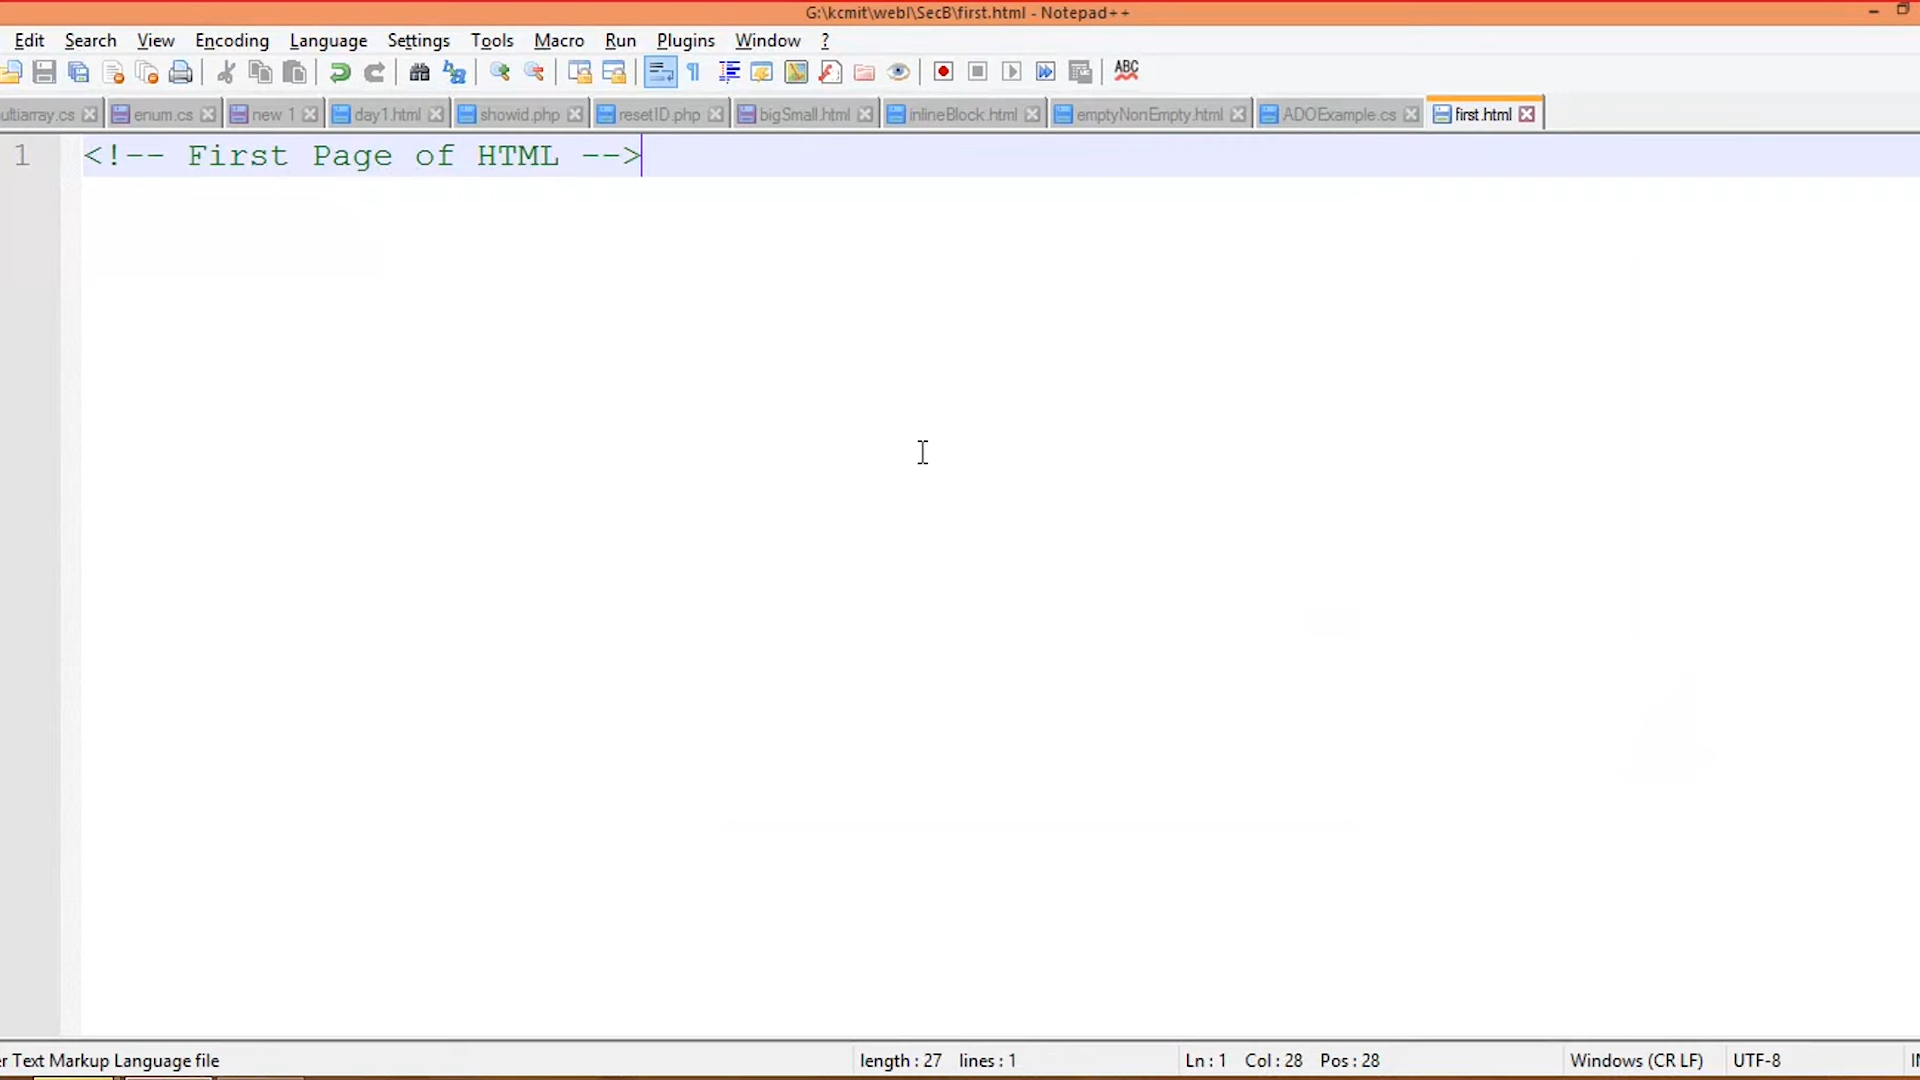 G:\kcmit\webI\SecB\first.html - Notepad++
Edit Search View Encoding Language Settings Tools Macro Run Plugins Window ?
ABC
ultiarray.cs enum.cs new 1 day1.html showid.php resetID.php bigSmall.html inlineBlock.html emptyNonEmpty.html ADOExample.cs first.html
1 <!-- First Page of HTML -->
r Text Markup Language file length : 27 lines : 1 Ln : 1 Col : 28 Pos : 28 Windows (CR LF) UTF-8